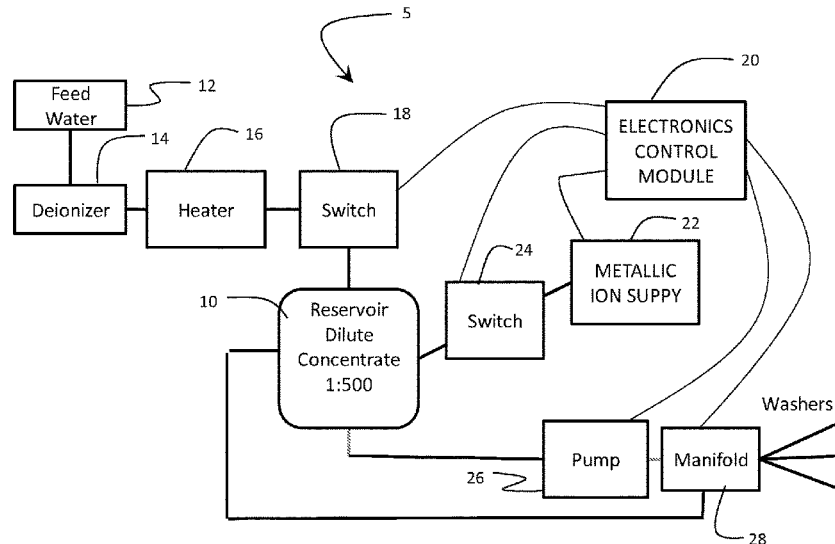 5
20
Feed
Water
12
14
16
18
ELECTRONICS
CONTROL
MODULE
Deionizer
Heater
Switch
22
24
METALLIC
ION SUPPY
10
Reservoir
Dilute
Concentrate
1:500
Switch
Washers
Pump
Manifold
26
28